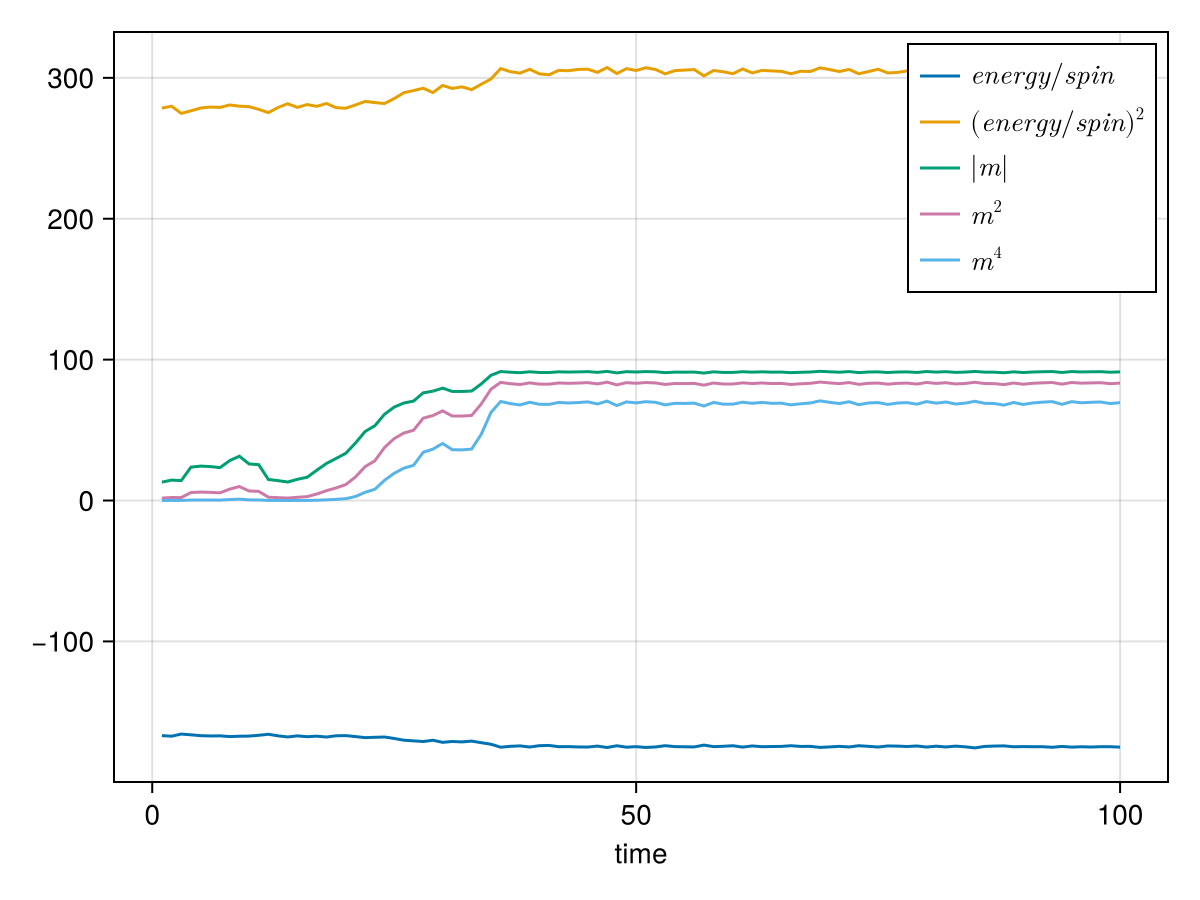 300
200
100
0
−100
0 50 100
time
energy/spin
(energy/spin)²
|m|
m²
m⁴